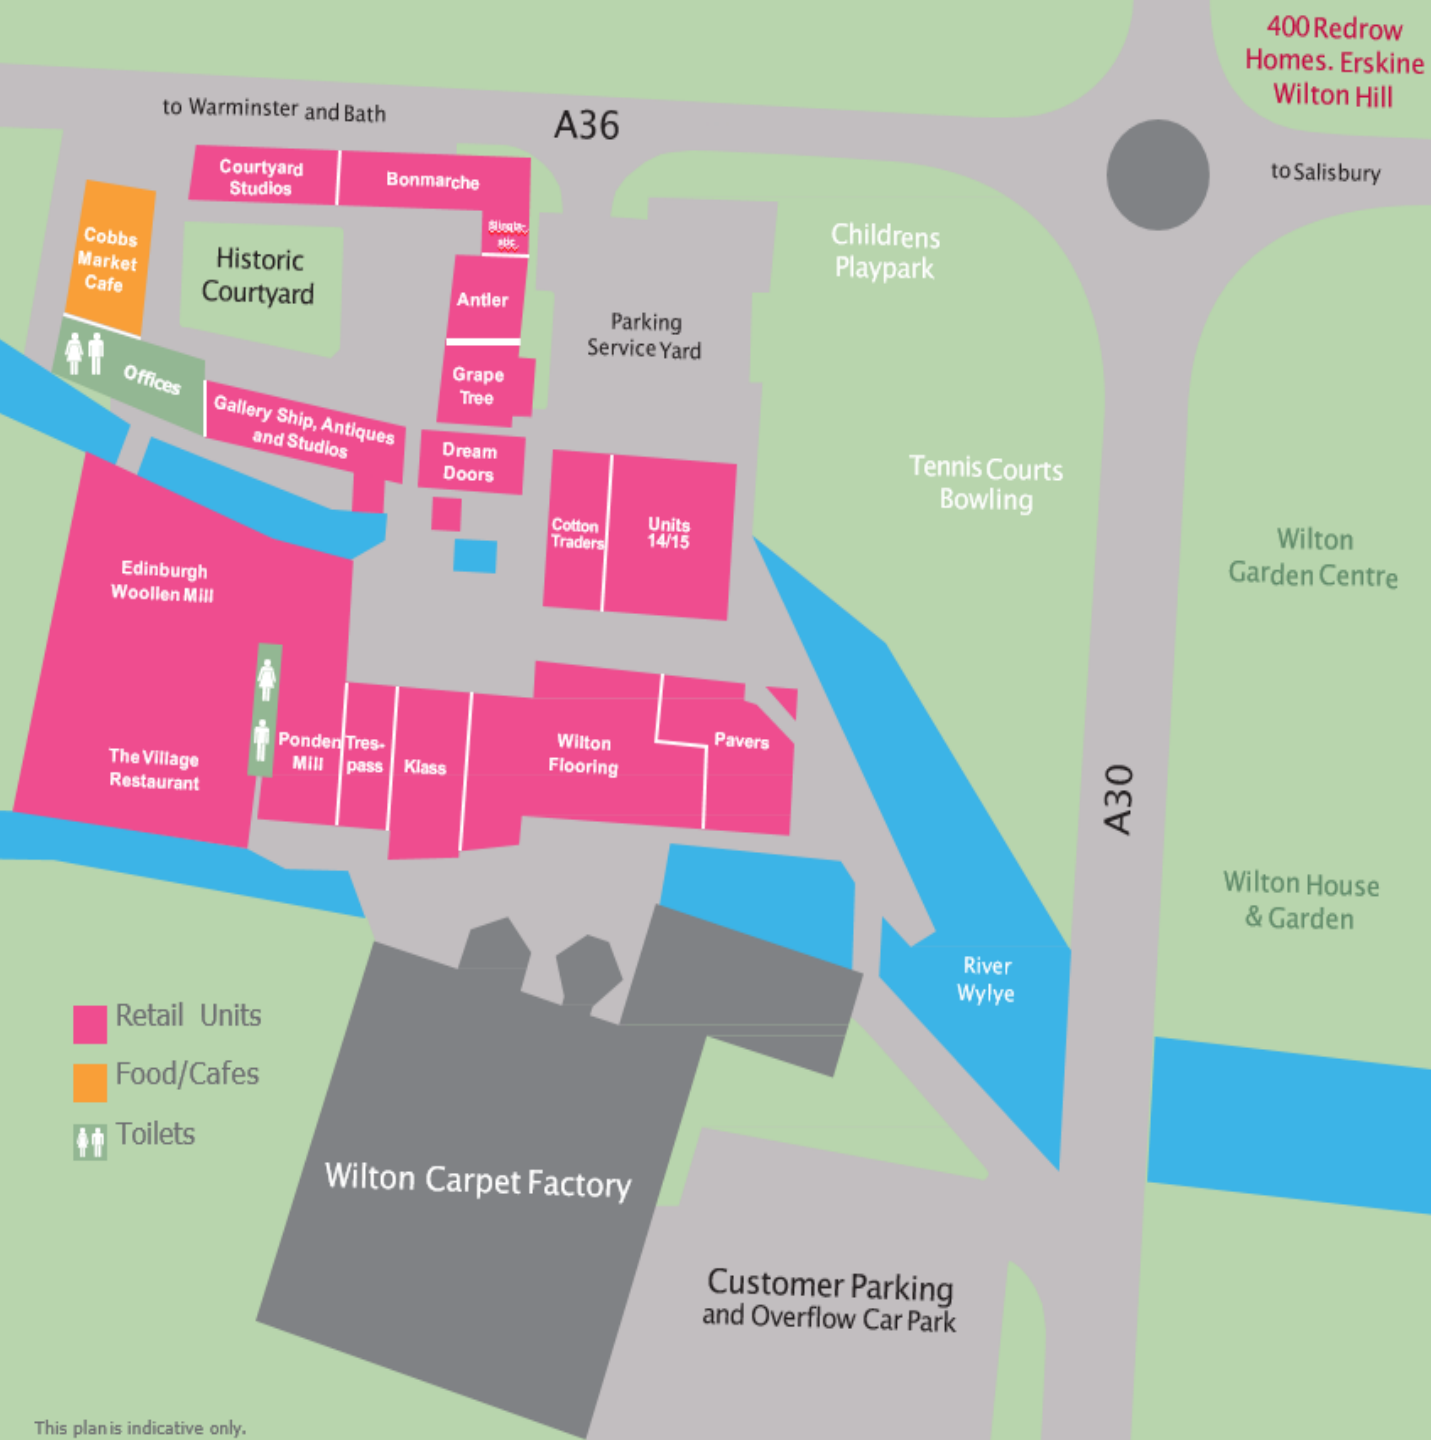 400 Redrow
Homes. Erskine
Wilton Hill
to Warminster and Bath
A36
to Salisbury
Courtyard
Studios
Bonmarche
Cobbs
Market
Cafe
Historic
Courtyard
Antler
Childrens
Playpark
Parking
Service Yard
Offices
Grape
Tree
Gallery Ship, Antiques
and Studios
Dream
Doors
Tennis Courts
Bowling
Cotton
Traders
Units
14/15
Wilton
Garden Centre
Edinburgh
Woollen Mill
The Village
Restaurant
Ponden
Mill
Tres-
pass
Klass
Wilton
Flooring
Pavers
A30
Wilton House
& Garden
River
Wylye
Retail Units
Food/Cafes
Toilets
Wilton Carpet Factory
Customer Parking
and Overflow Car Park
This plan is indicative only.